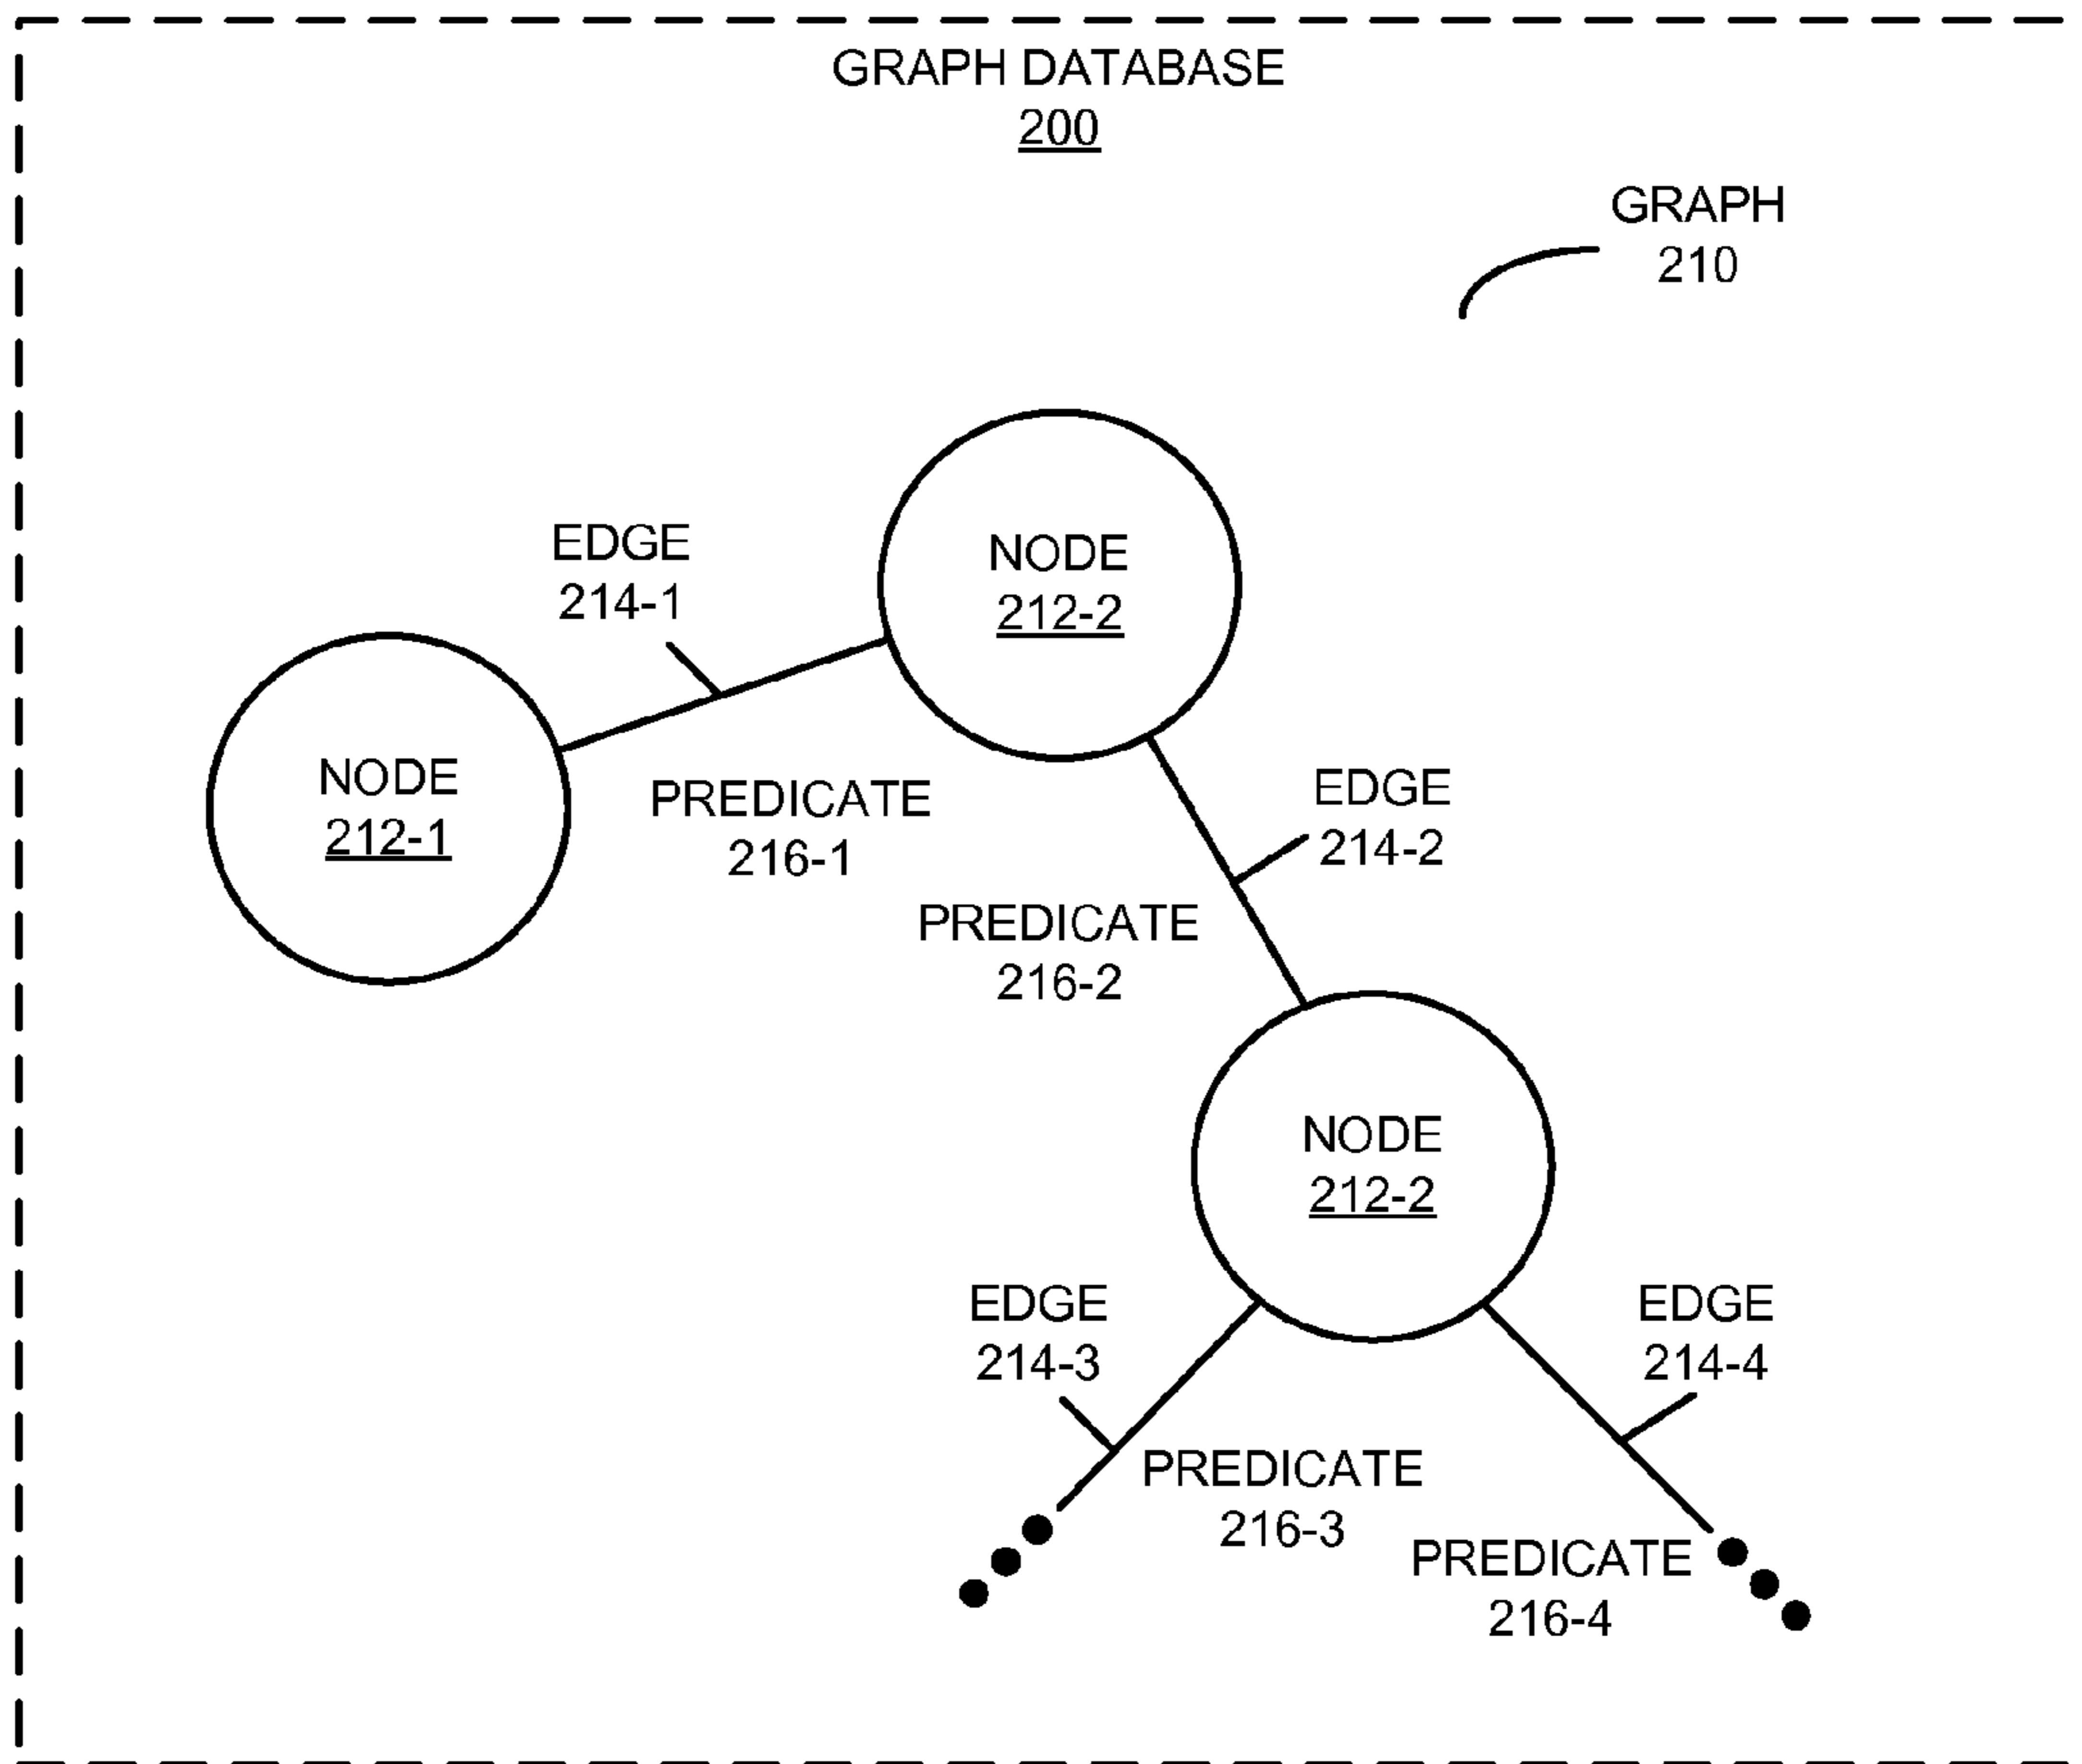 GRAPH DATABASE
200
GRAPH
210
EDGE
214-1
NODE
212-2
NODE
212-1
PREDICATE
216-1
EDGE
214-2
PREDICATE
216-2
NODE
212-2
EDGE
214-3
EDGE
214-4
PREDICATE
216-3
PREDICATE
216-4